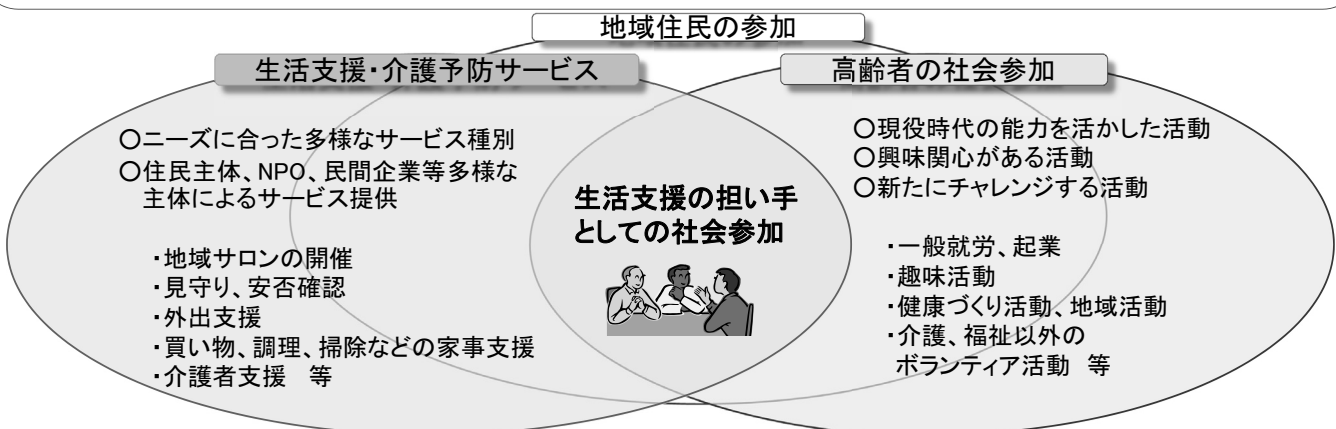 地域住民の参加
生活支援・介護予防サービス
○ニーズに合った多様なサービス種別
○住民主体、NPO、民間企業等多様な
主体によるサービス提供
・地域サロンの開催
・見守り、安否確認
・外出支援
・買い物、調理、掃除などの家事支援
・介護者支援　等
生活支援の担い手
としての社会参加
高齢者の社会参加
○現役時代の能力を活かした活動
○興味関心がある活動
○新たにチャレンジする活動
・一般就労、起業
・趣味活動
・健康づくり活動、地域活動
・介護、福祉以外の
ボランティア活動　等